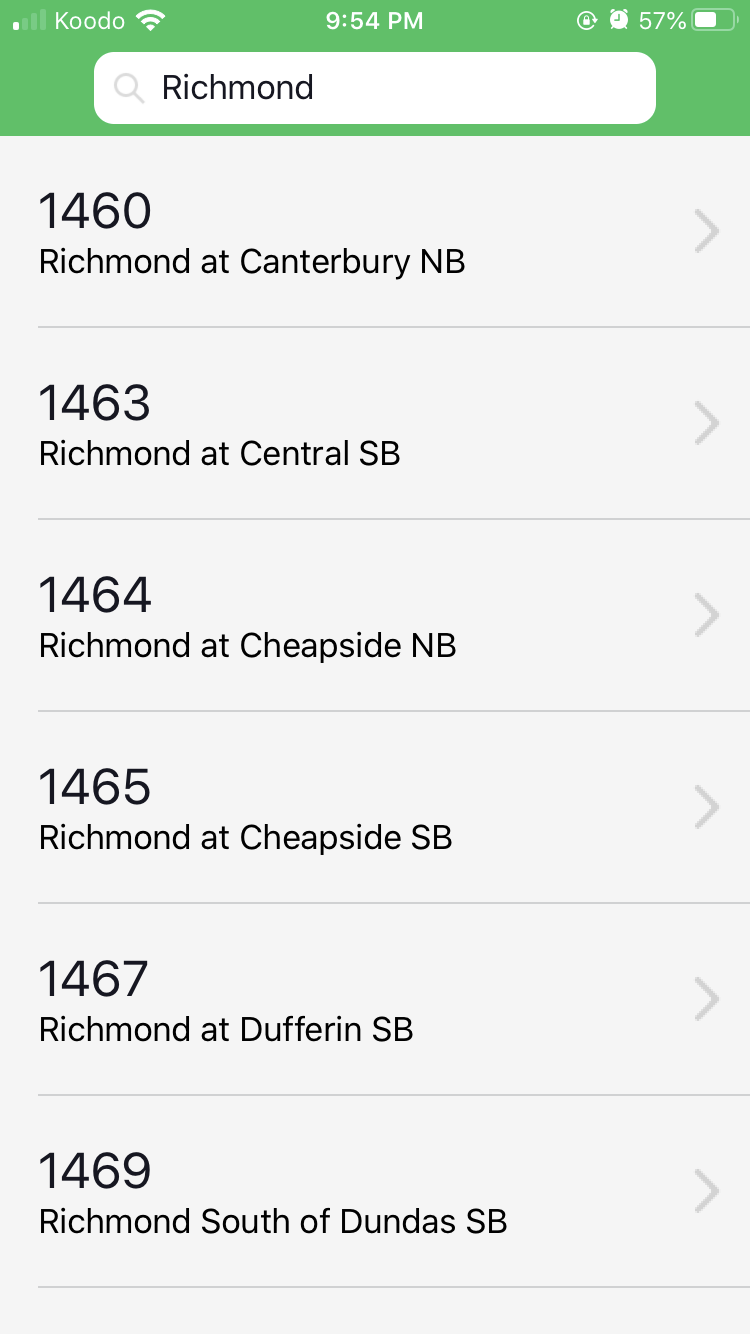 Koodo 9:54 PM 57%
Richmond
1460
Richmond at Canterbury NB
1463
Richmond at Central SB
1464
Richmond at Cheapside NB
1465
Richmond at Cheapside SB
1467
Richmond at Dufferin SB
1469
Richmond South of Dundas SB